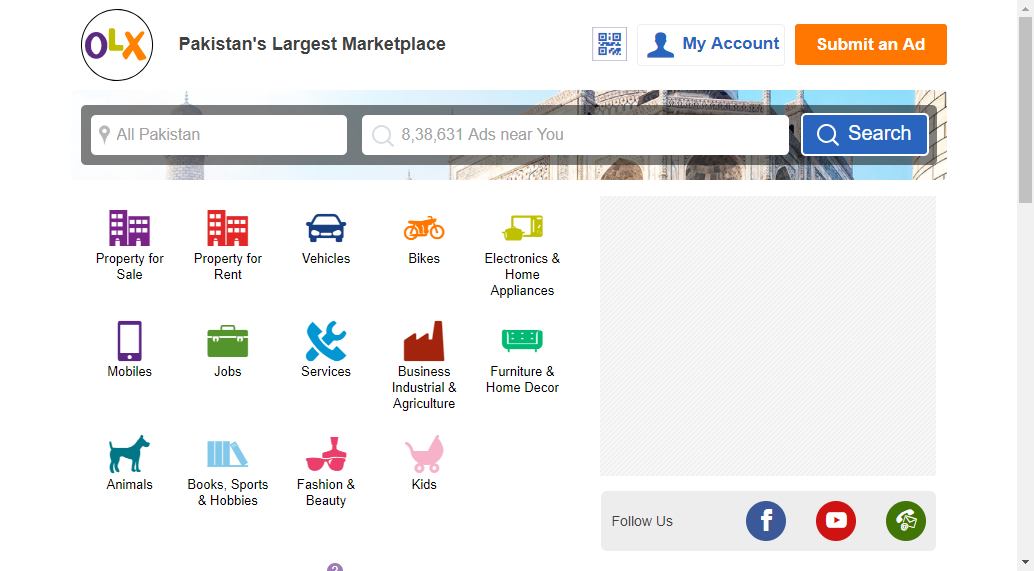 OLX
Pakistan's Largest Marketplace
My Account
Submit an Ad
All Pakistan
8,38,631 Ads near You
Search
Property for
Sale
Property for
Rent
Vehicles
Bikes
Electronics &
Home
Appliances
Mobiles
Jobs
Services
Business
Industrial &
Agriculture
Furniture &
Home Decor
Animals
Books, Sports
& Hobbies
Fashion &
Beauty
Kids
Follow Us
f
?